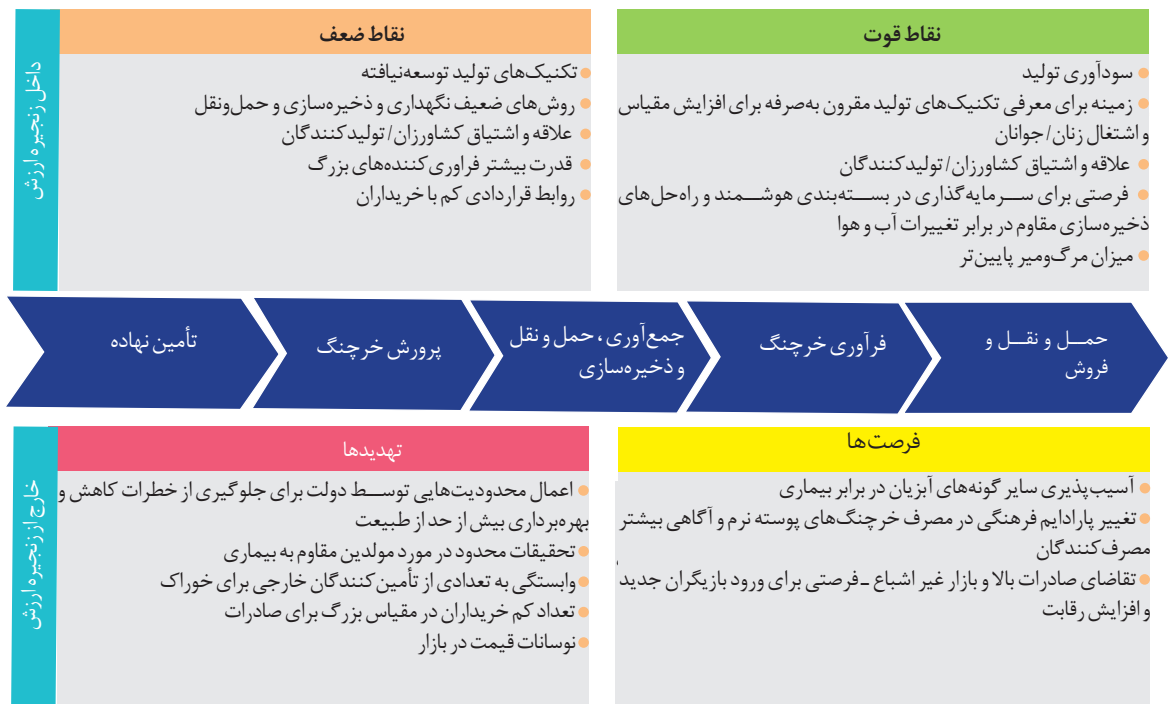 نقاط قوت
سودآوری تولید
زمینه برای معرفی تکنیک‌های تولید مقرون به‌صرفه برای افزایش مقیاس
و اشتغال زنان/جوانان
علاقه و اشتیاق کشاورزان/تولیدکنندگان
فرصتی برای سرمایه‌گذاری در بسته‌بندی هوشمند و راه‌حل‌های
ذخیره‌سازی مقاوم در برابر تغییرات آب و هوا
میزان مرگ‌ومیر پایین‌تر
نقاط ضعف
تکنیک‌های تولید توسعه‌نیافته
روش‌های ضعیف نگهداری و ذخیره‌سازی و حمل‌ونقل
علاقه و اشتیاق کشاورزان/تولیدکنندگان
قدرت بیشتر فراوری کننده‌های بزرگ
روابط قراردادی کم با خریداران
داخل زنجیره ارزش
حمل و نقل و
فروش
فرآوری خرچنگ
جمع‌آوری، حمل و نقل
و ذخیره‌سازی
پرورش خرچنگ
تأمین نهاده
فرصت‌ها
آسیب‌پذیری سایر گونه‌های آبزیان در برابر بیماری
تغییر پارادایم فرهنگی در مصرف خرچنگ‌های پوسته نرم و آگاهی بیشتر
مصرف‌کنندگان
تقاضای صادرات بالا و بازار غیر اشباع ـ فرصتی برای ورود بازیگران جدید
و افزایش رقابت
تهدیدها
اعمال محدودیت‌هایی توسط دولت برای جلوگیری از خطرات کاهش و
بهره‌برداری بیش از حد از طبیعت
تحقیقات محدود در مورد مولدین مقاوم به بیماری
وابستگی به تعدادی از تأمین‌کنندگان خارجی برای خوراک
تعداد کم خریداران در مقیاس بزرگ برای صادرات
نوسانات قیمت در بازار
خارج از زنجیره ارزش